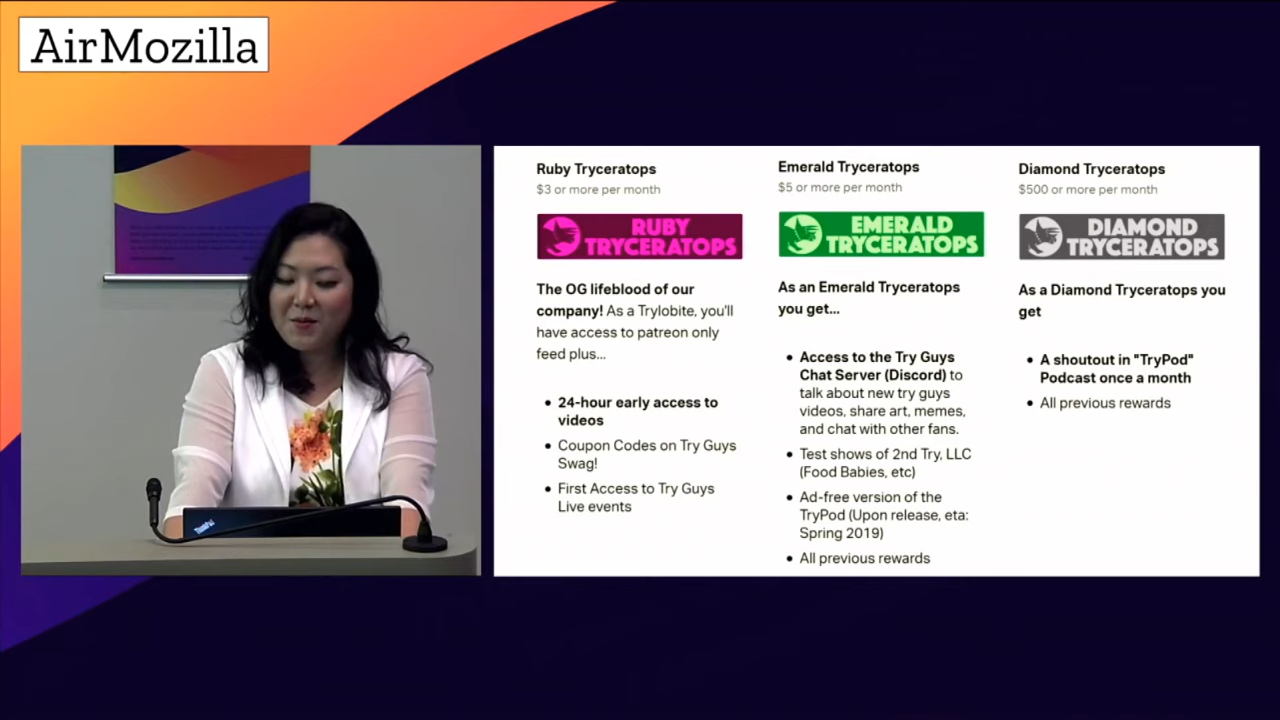 AirMozilla
ThinkPad
Ruby Tryceratops
$3 or more per month
RUBY
TRYCERATOPS
The OG lifeblood of our
company! As a Trylobite, you'll
have access to patreon only
feed plus...
• 24-hour early access to
videos
• Coupon Codes on Try Guys
Swag!
• First Access to Try Guys
Live events
Emerald Tryceratops
$5 or more per month
EMERALD
TRYCERATOPS
As an Emerald Tryceratops
you get...
• Access to the Try Guys
Chat Server (Discord) to
talk about new try guys
videos, share art, memes,
and chat with other fans.
• Test shows of 2nd Try, LLC
(Food Babies, etc)
• Ad-free version of the
TryPod (Upon release, eta:
Spring 2019)
• All previous rewards
Diamond Tryceratops
$500 or more per month
DIAMOND
TRYCERATOPS
As a Diamond Tryceratops you
get
• A shoutout in "TryPod"
Podcast once a month
• All previous rewards